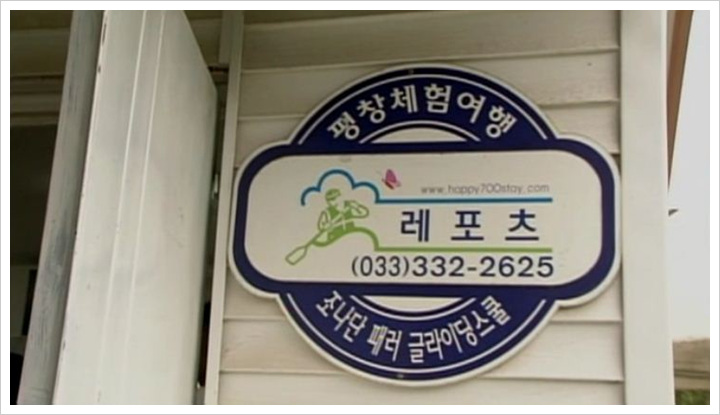 평창체험여행
www.happy700stay.com
레포츠
(033)332-2625
조나단 패러 글라이딩스쿨